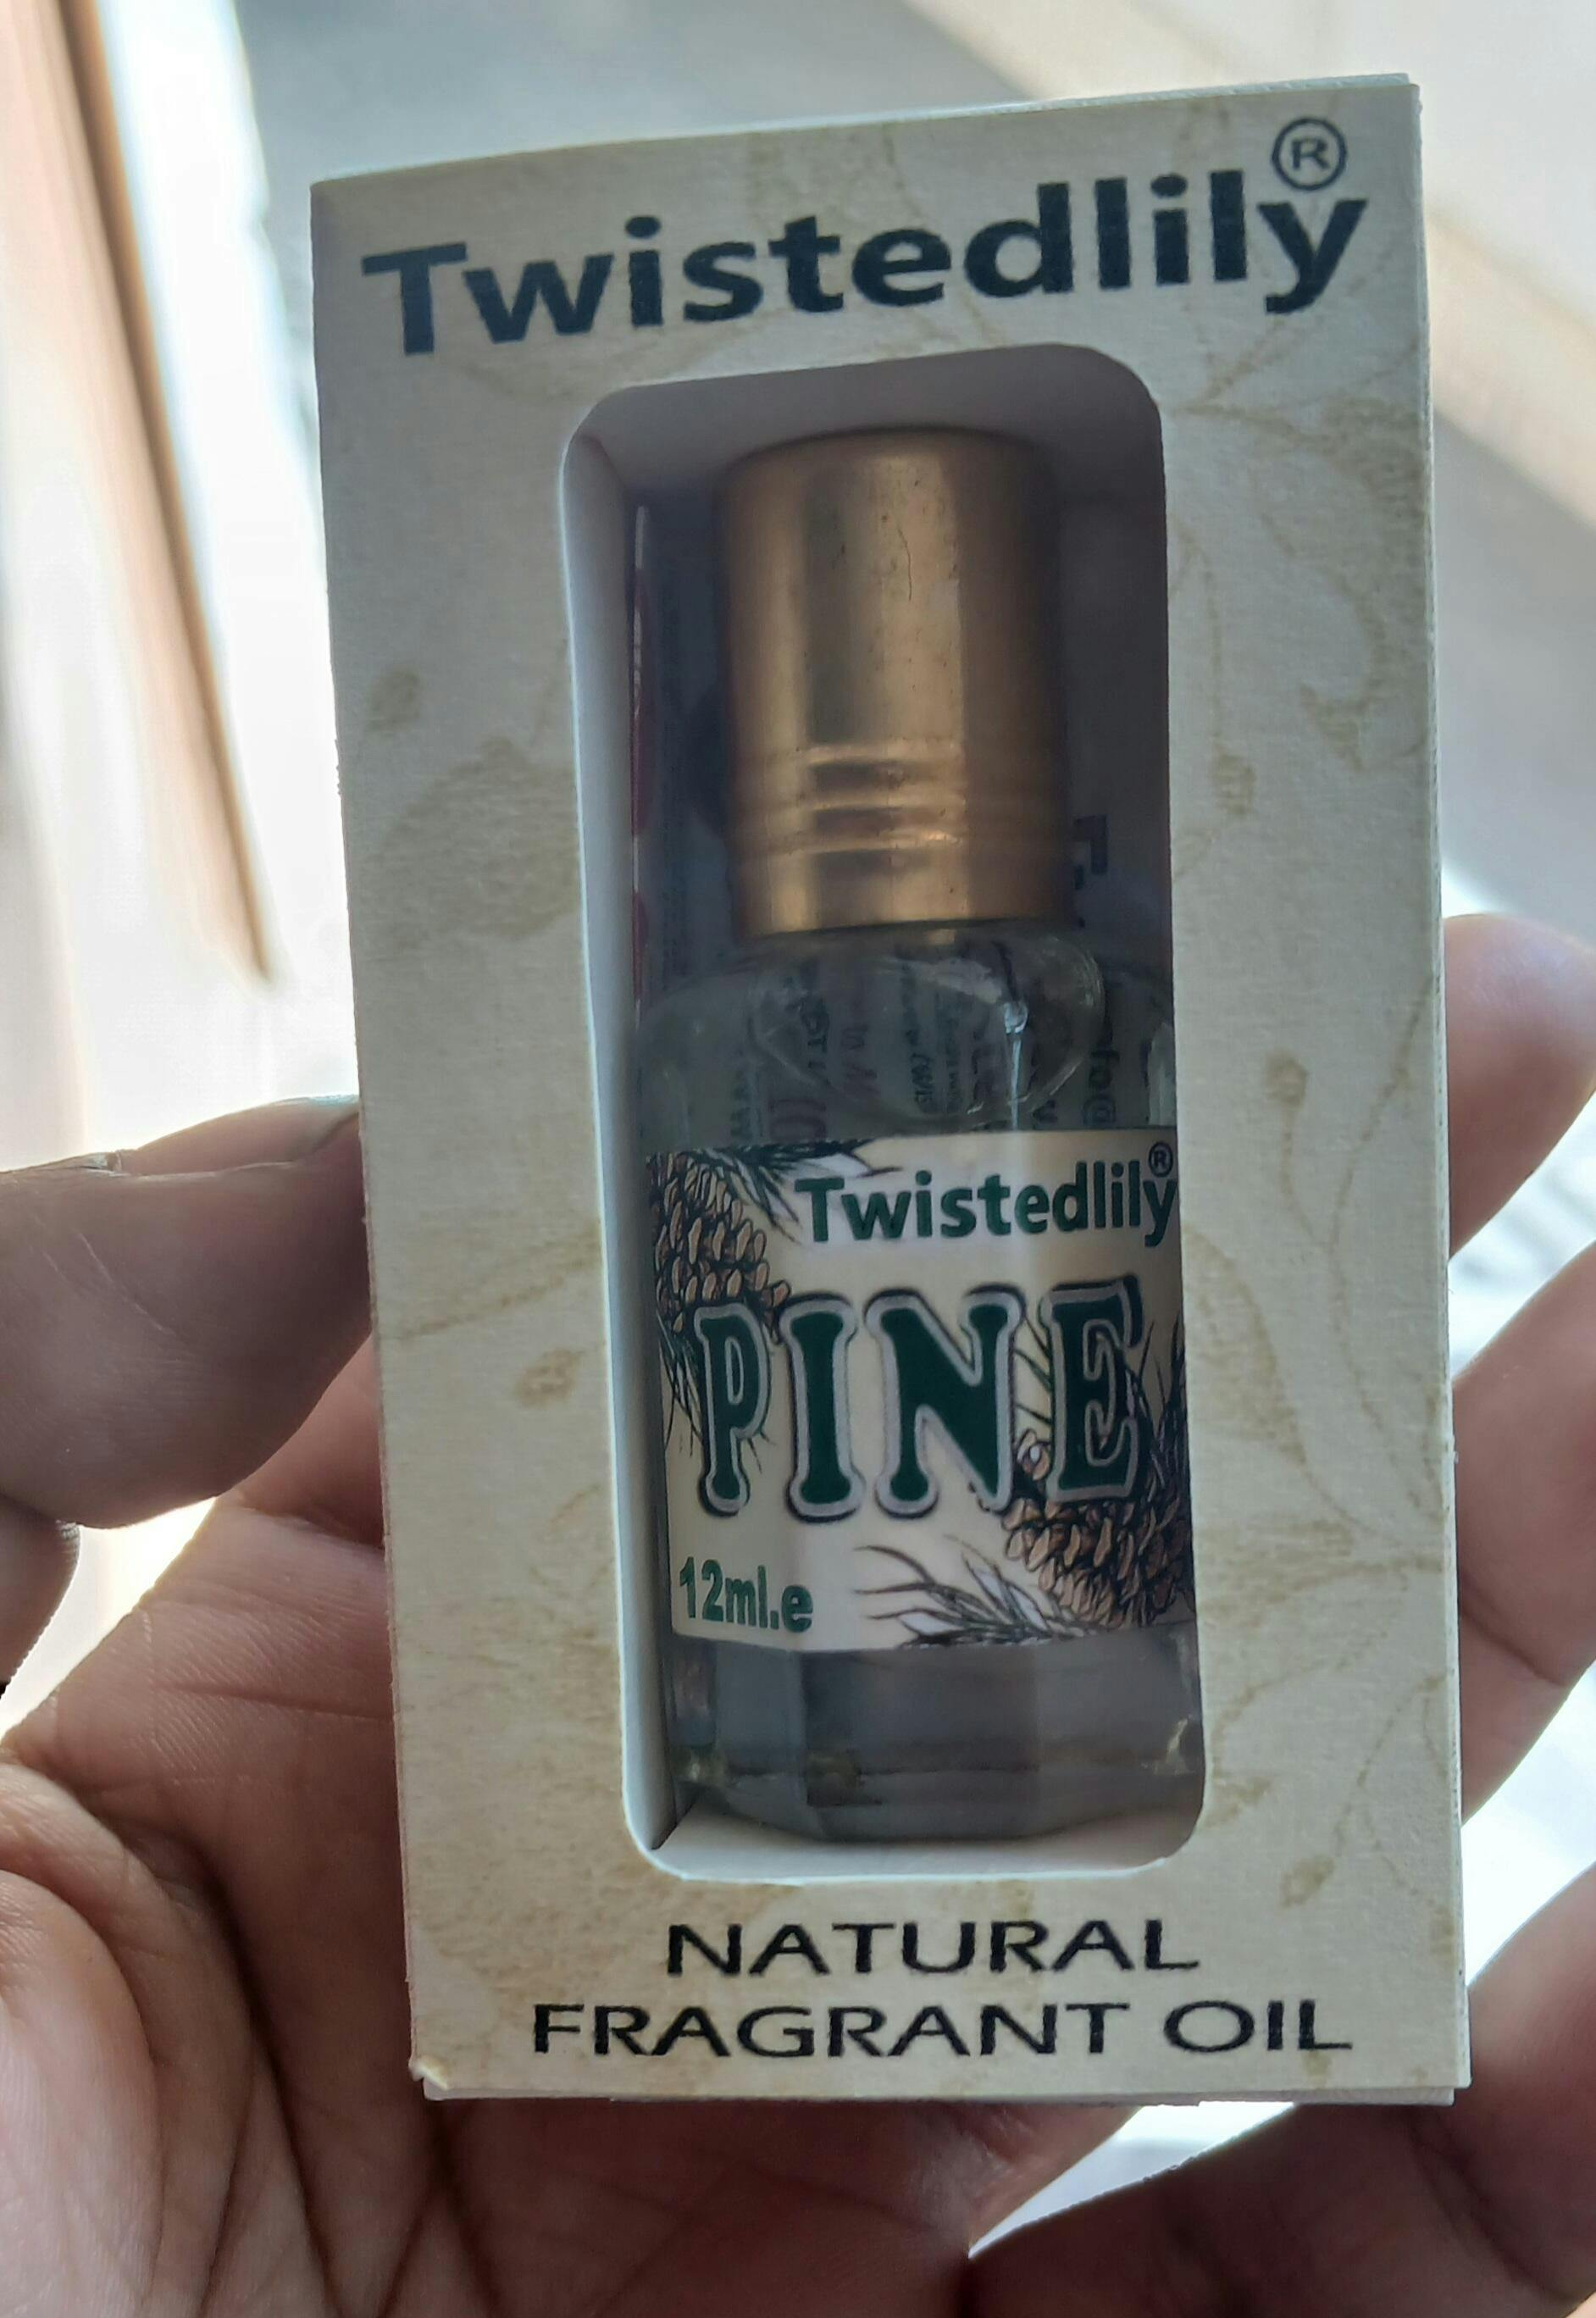 Twistedlily®
Twistedlily®
PINE
12ml.e
NATURAL
FRAGRANT OIL